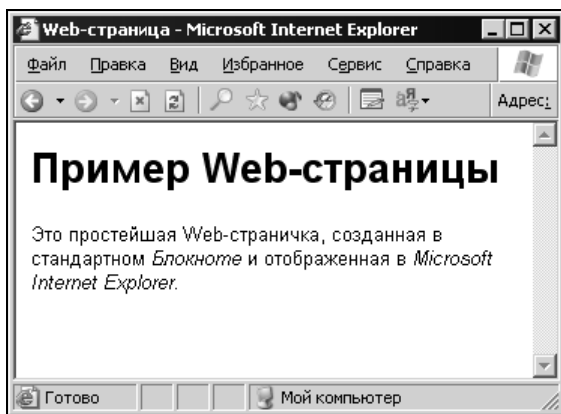 Web-страница - Microsoft Internet Explorer
Файл Правка Вид Избранное Сервис Справка
Адрес:
Пример Web-страницы
Это простейшая Web-страничка, созданная в
стандартном Блокноте и отображенная в Microsoft
Internet Explorer.
Готово Мой компьютер